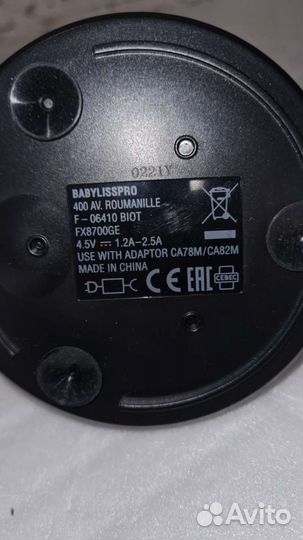 0221Y
BABYLISSPRO
400 AV. ROUMANILLE
F - 06410 BIOT
FX8700GE
4.5V ⎓ 1.2A-2.5A
USE WITH ADAPTOR CA78M/CA82M
MADE IN CHINA
CE EAC CEBEC
Avito